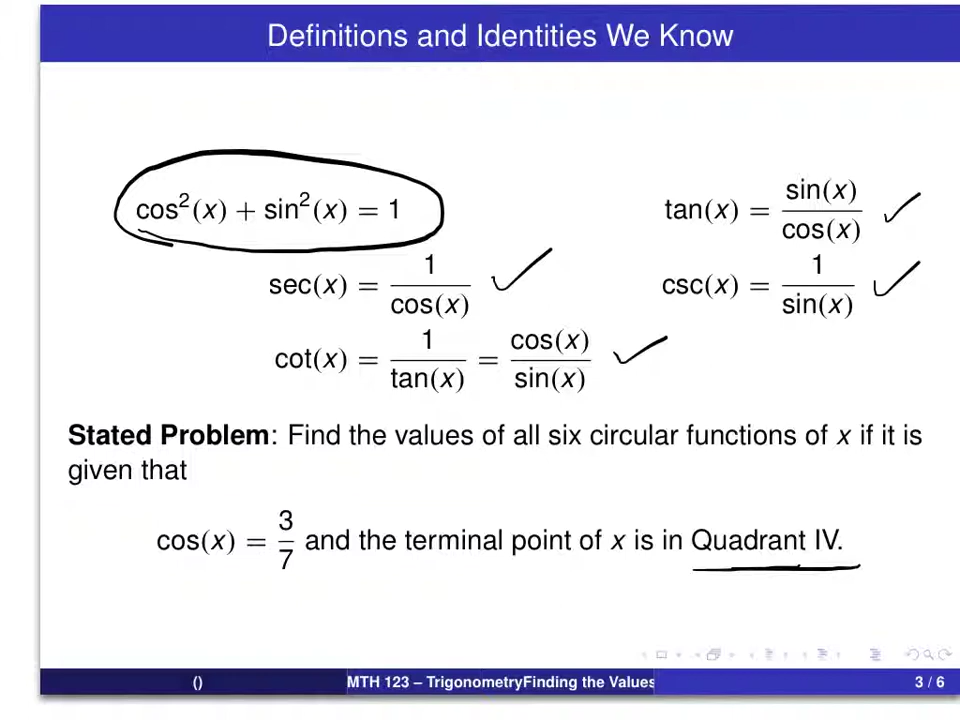 Definitions and Identities We Know
cos²(x) + sin²(x) = 1
tan(x) = sin(x)/cos(x)
sec(x) = 1/cos(x)
csc(x) = 1/sin(x)
cot(x) = 1/tan(x) = cos(x)/sin(x)
Stated Problem: Find the values of all six circular functions of x if it is
given that
cos(x) = 3/7 and the terminal point of x is in Quadrant IV.
() MTH 123 – TrigonometryFinding the Values 3 / 6